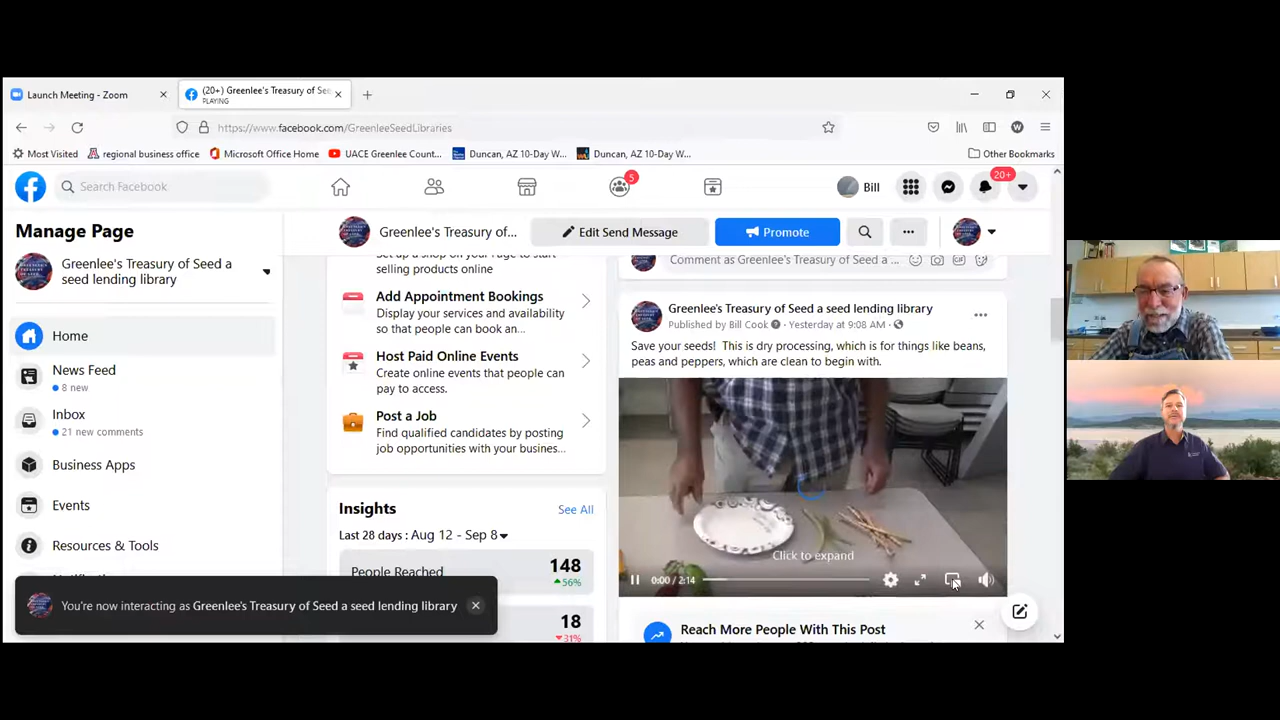 Launch Meeting - Zoom
(20+) Greenlee's Treasury of See
PLAYING
https://www.facebook.com/GreenleeSeedLibraries
Most Visited
regional business office
Microsoft Office Home
UACE Greenlee Count...
Duncan, AZ 10-Day W...
Duncan, AZ 10-Day W...
Other Bookmarks
Search Facebook
5
Bill
20+
Manage Page
Greenlee's Treasury of Seed a
seed lending library
Home
News Feed
8 new
Inbox
21 new comments
Business Apps
Events
Resources & Tools
You're now interacting as Greenlee's Treasury of Seed a seed lending library
Greenlee's Treasury of...
Edit Send Message
Promote
selling products online
Add Appointment Bookings
Display your services and availability
so that people can book an...
Host Paid Online Events
Create online events that people can
pay to access.
Post a Job
Find qualified candidates by posting
job opportunities with your busines...
Insights
See All
Last 28 days : Aug 12 - Sep 8
People Reached
148
56%
18
31%
Comment as Greenlee's Treasury of Seed a ...
GIF
Greenlee's Treasury of Seed a seed lending library
Published by Bill Cook · Yesterday at 9:08 AM ·
Save your seeds! This is dry processing, which is for things like beans,
peas and peppers, which are clean to begin with.
Click to expand
0:00 / 2:14
Reach More People With This Post